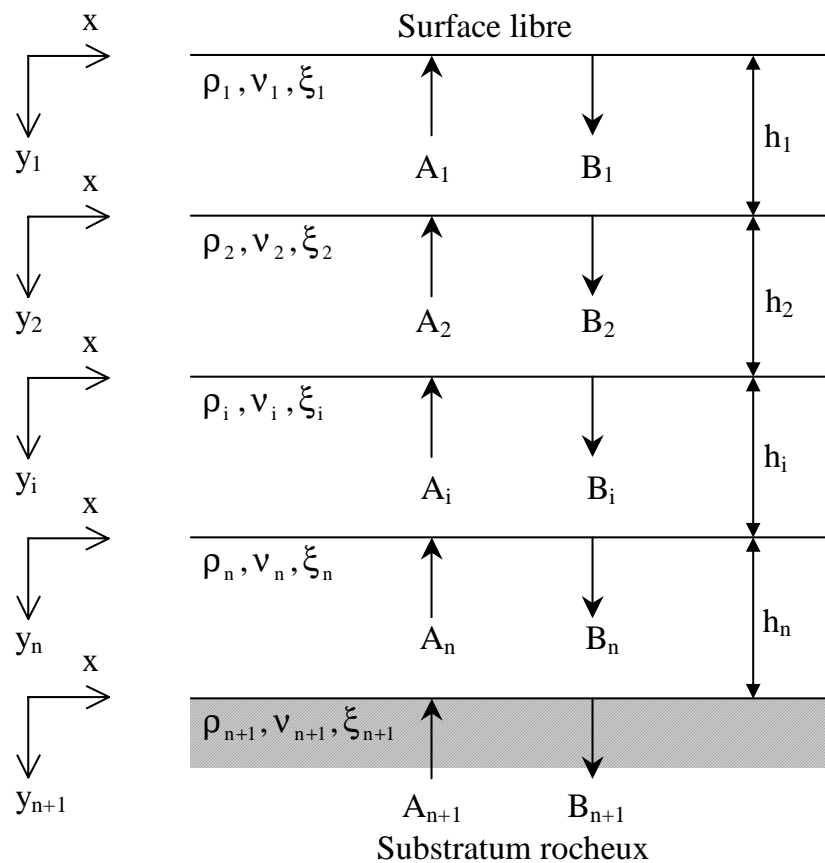 Surface libre
x
ρ₁, ν₁, ξ₁
y₁
A₁
B₁
h₁
x
ρ₂, ν₂, ξ₂
y₂
A₂
B₂
h₂
x
ρᵢ, νᵢ, ξᵢ
yᵢ
Aᵢ
Bᵢ
hᵢ
x
ρₙ, νₙ, ξₙ
yₙ
Aₙ
Bₙ
hₙ
x
ρₙ₊₁, νₙ₊₁, ξₙ₊₁
yₙ₊₁
Aₙ₊₁
Bₙ₊₁
Substratum rocheux